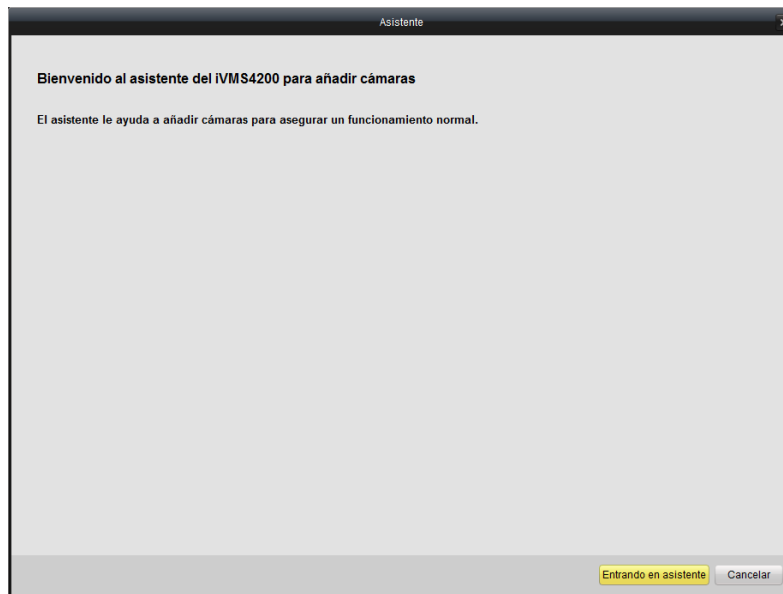 Asistente
Bienvenido al asistente del iVMS4200 para añadir cámaras
El asistente le ayuda a añadir cámaras para asegurar un funcionamiento normal.
Entrando en asistente
Cancelar